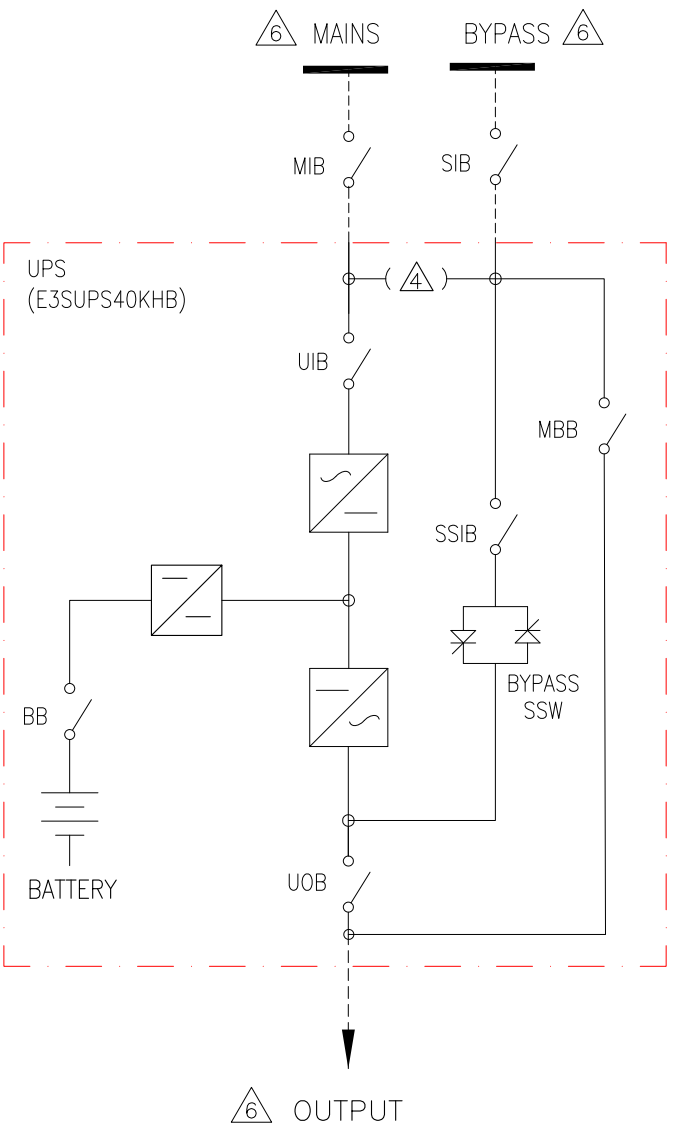 6 MAINS
BYPASS 6
MIB
SIB
UPS
(E3SUPS40KHB)
( 4 )
UIB
MBB
SSIB
BYPASS
SSW
BB
BATTERY
UOB
6 OUTPUT